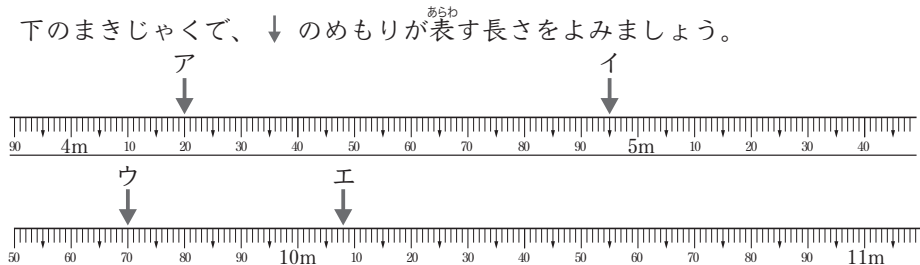 下のまきじゃくで、↓のめもりが表す長さをよみましょう。
あらわ
ア イ
90 4m 10 20 30 40 50 60 70 80 90 5m 10 20 30 40
ウ エ
50 60 70 80 90 10m 10 20 30 40 50 60 70 80 90 11m